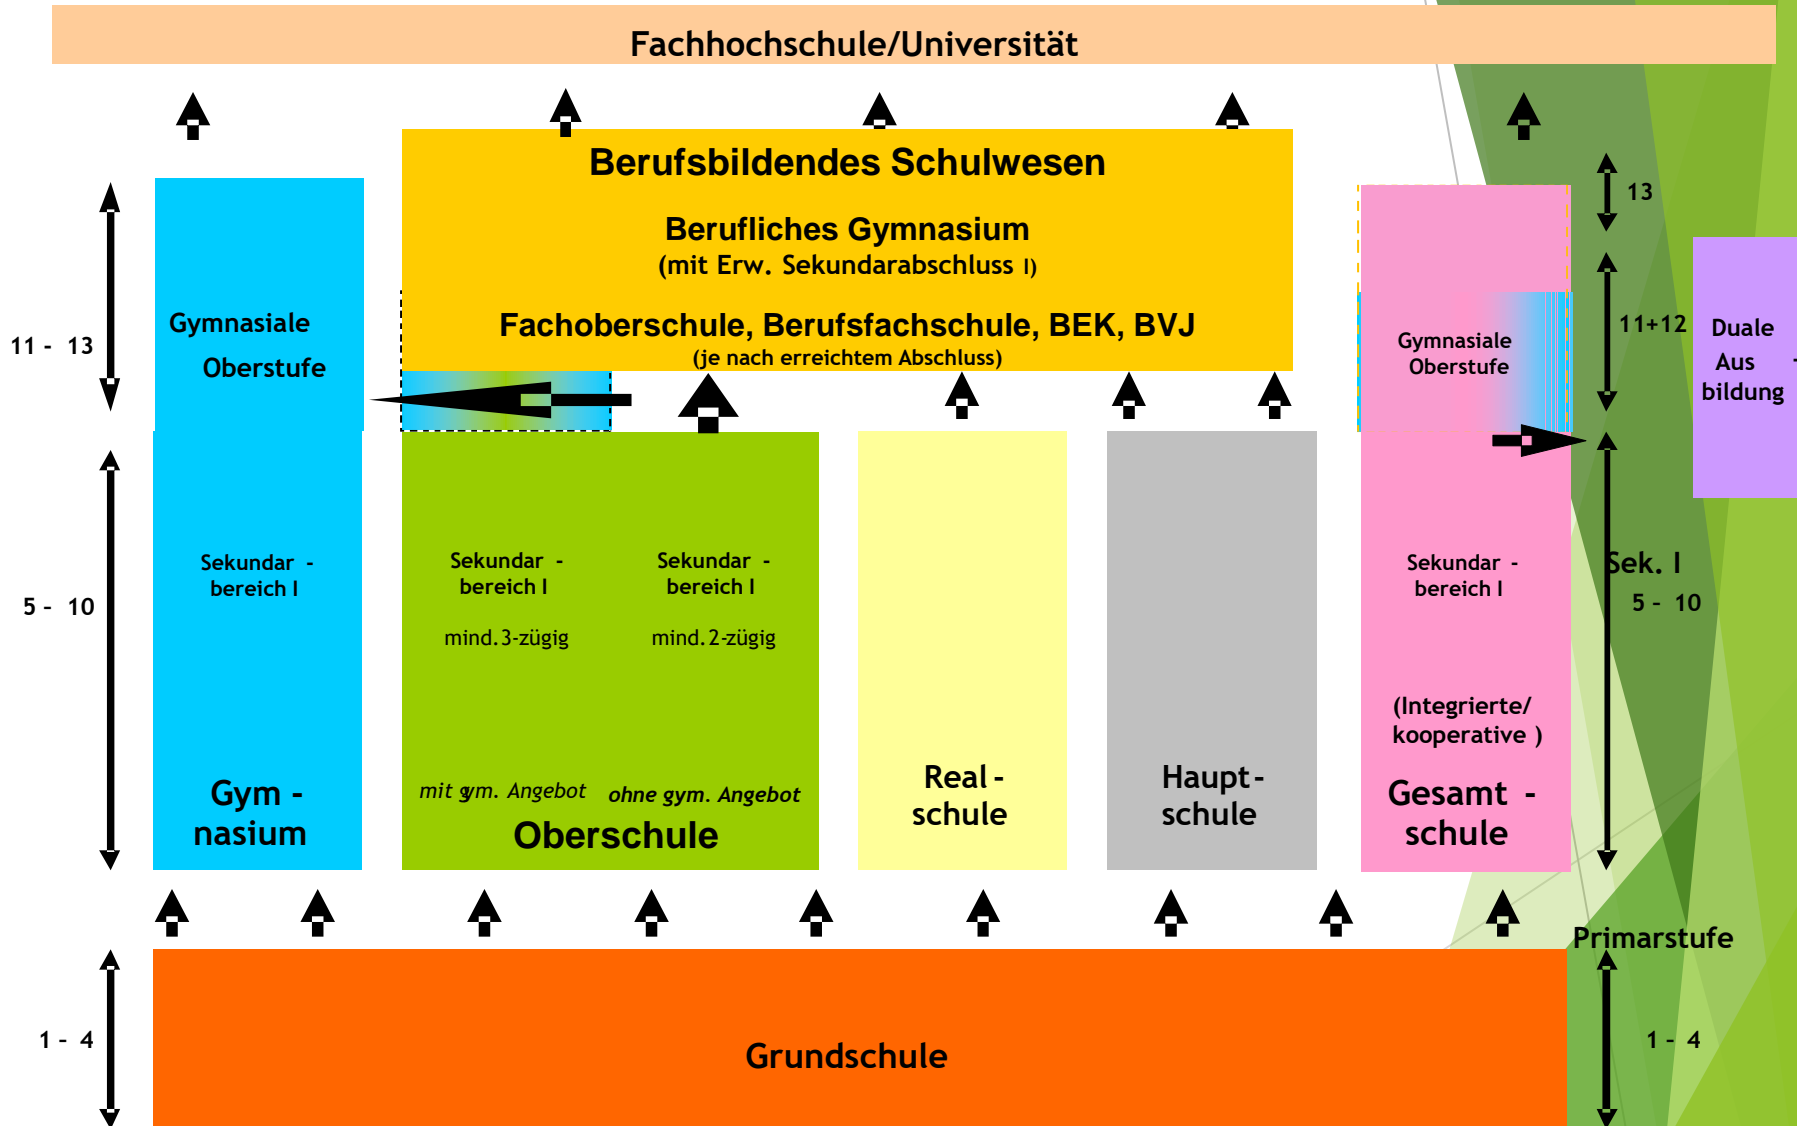 Fachhochschule/Universität
Berufsbildendes Schulwesen
Berufliches Gymnasium
(mit Erw. Sekundarabschluss I)
Fachoberschule, Berufsfachschule, BEK, BVJ
(je nach erreichtem Abschluss)
11 - 13
Gymnasiale
Oberstufe
Gymnasiale
Oberstufe
13
11+12
Duale
Aus -
bildung
5 - 10
Sekundar -
bereich I
Sekundar -
bereich I
mind.3-zügig
Sekundar -
bereich I
mind.2-zügig
Sekundar -
bereich I
Sek. I
5 - 10
(Integrierte/
kooperative )
Gym -
nasium
mit gym. Angebot
ohne gym. Angebot
Oberschule
Real -
schule
Haupt -
schule
Gesamt -
schule
Primarstufe
1 - 4
Grundschule
1 - 4